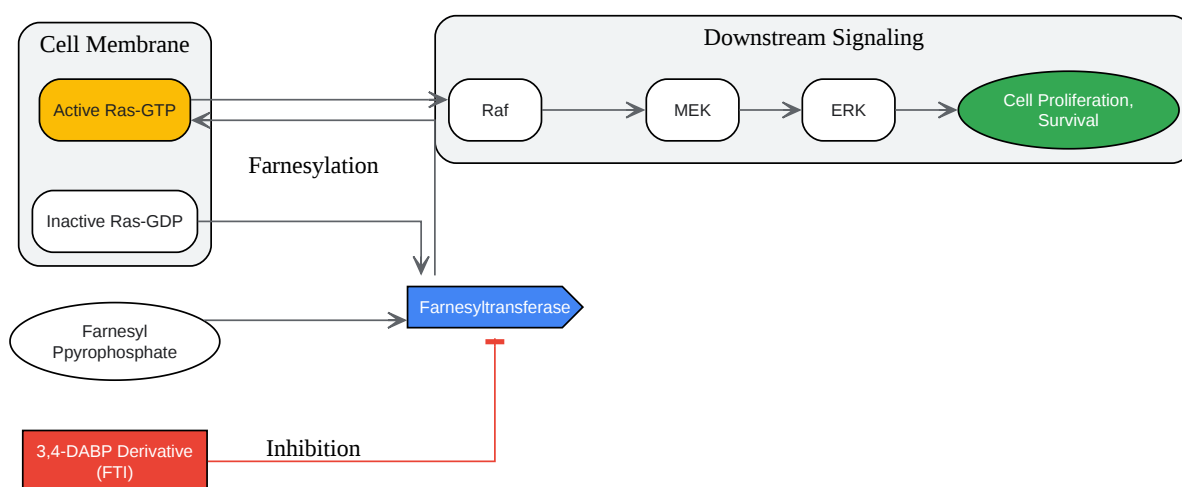 Cell Membrane
Downstream Signaling
Active Ras-GTP
Raf
MEK
ERK
Cell Proliferation,
Survival
Farnesylation
Inactive Ras-GDP
Farnesyltransferase
Farnesyl
Ppyrophosphate
3,4-DABP Derivative
(FTI)
Inhibition